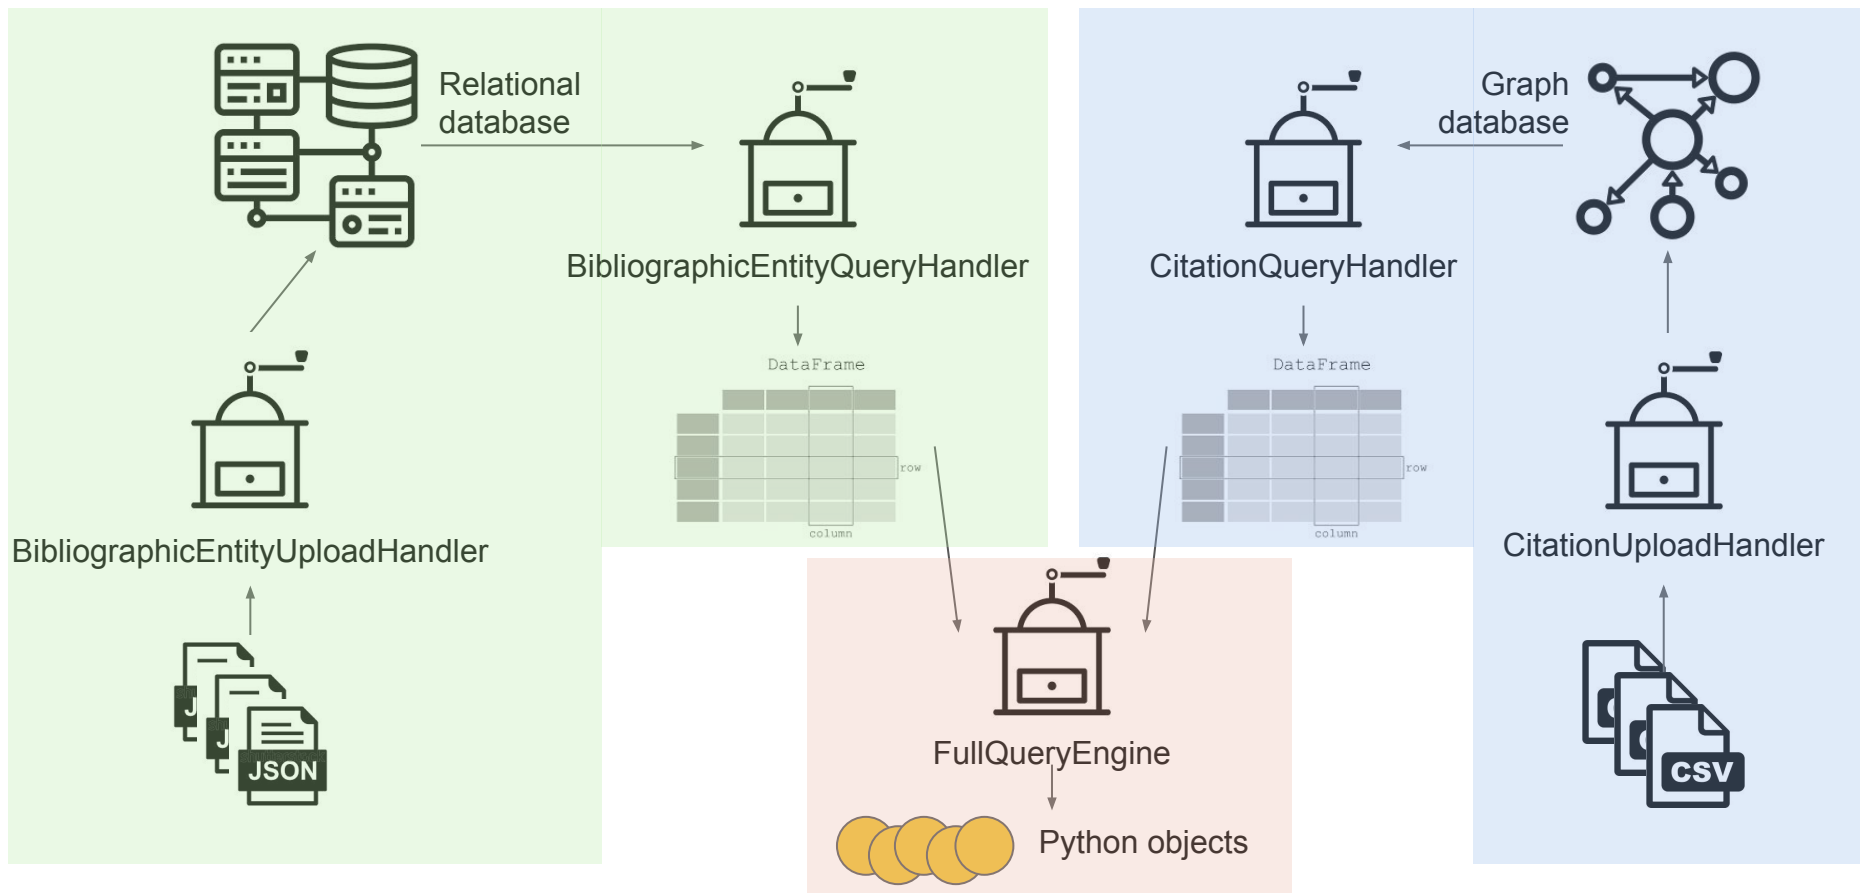 Relational
database
Graph
database
BibliographicEntityQueryHandler
CitationQueryHandler
DataFrame
row
column
DataFrame
row
column
BibliographicEntityUploadHandler
CitationUploadHandler
J
J
JSON
C
C
CSV
FullQueryEngine
Python objects